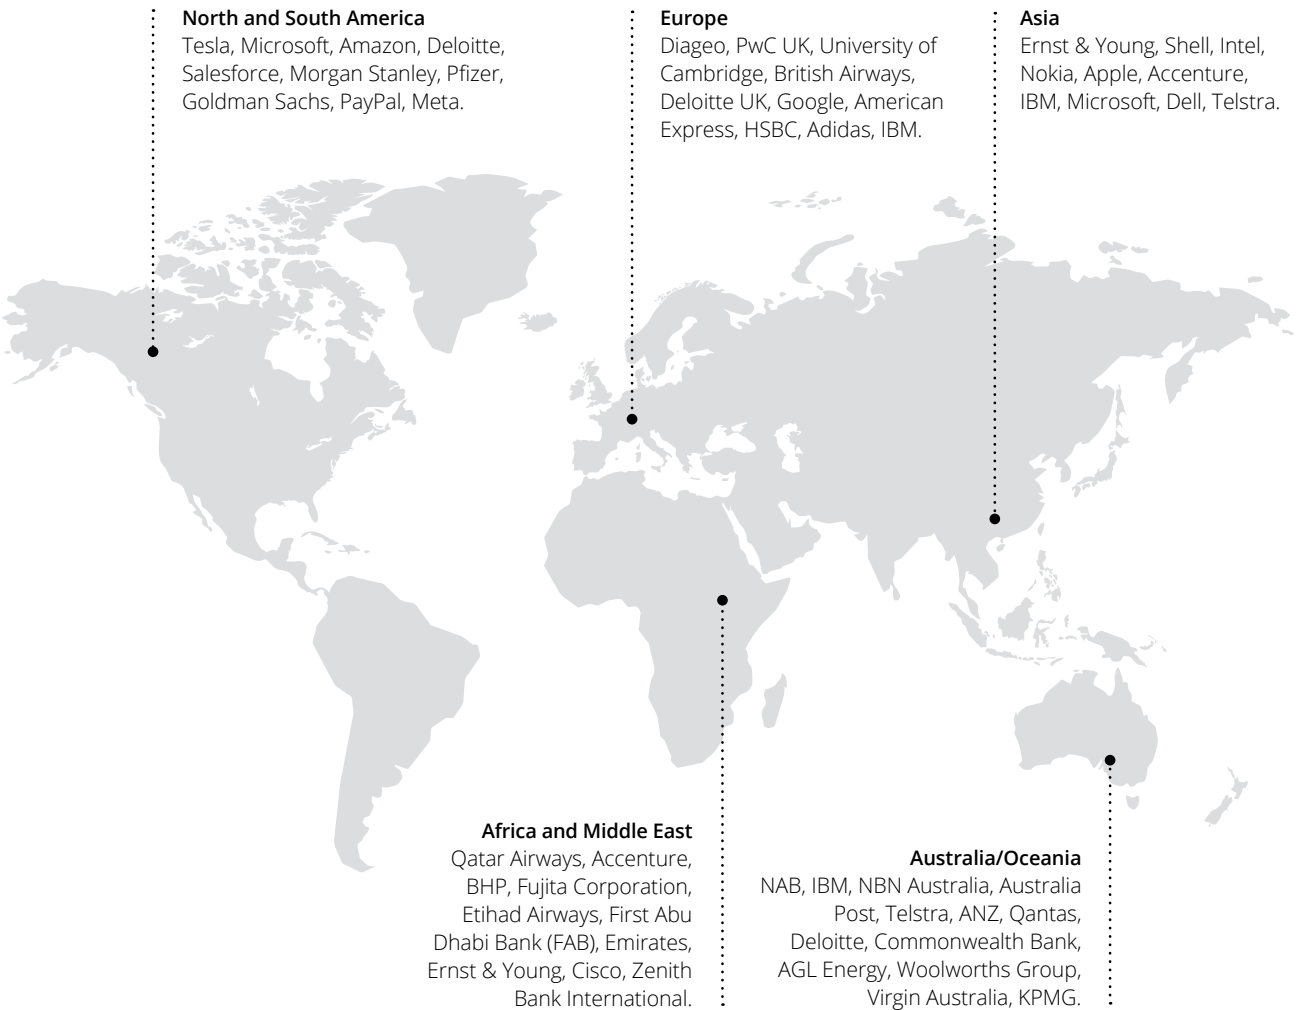 North and South America
Tesla, Microsoft, Amazon, Deloitte,
Salesforce, Morgan Stanley, Pfizer,
Goldman Sachs, PayPal, Meta.
Europe
Diageo, PwC UK, University of
Cambridge, British Airways,
Deloitte UK, Google, American
Express, HSBC, Adidas, IBM.
Asia
Ernst & Young, Shell, Intel,
Nokia, Apple, Accenture,
IBM, Microsoft, Dell, Telstra.
Africa and Middle East
Qatar Airways, Accenture,
BHP, Fujita Corporation,
Etihad Airways, First Abu
Dhabi Bank (FAB), Emirates,
Ernst & Young, Cisco, Zenith
Bank International.
Australia/Oceania
NAB, IBM, NBN Australia, Australia
Post, Telstra, ANZ, Qantas,
Deloitte, Commonwealth Bank,
AGL Energy, Woolworths Group,
Virgin Australia, KPMG.